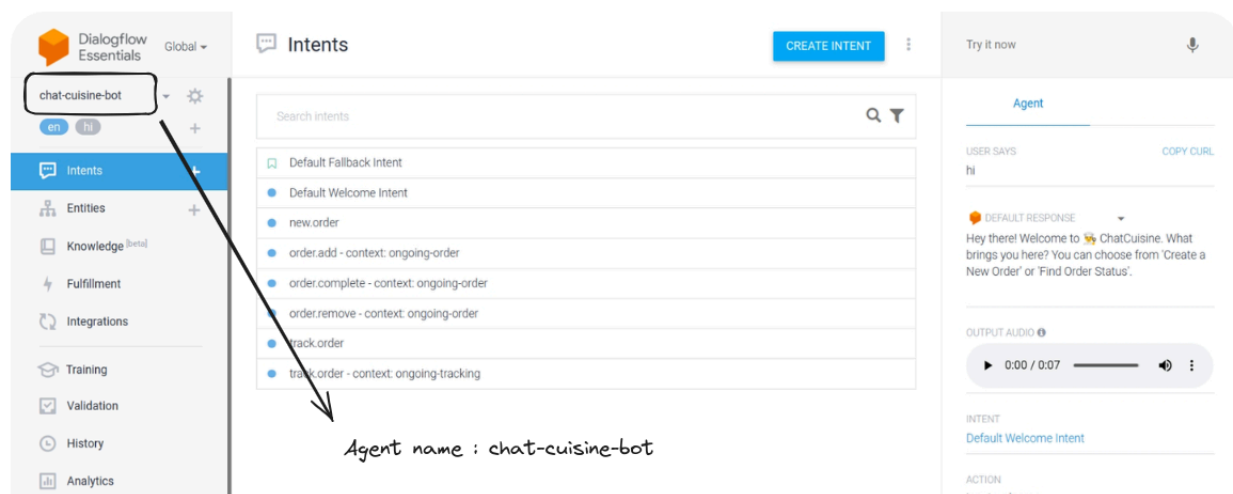 Dialogflow
Essentials
Global
chat-cuisine-bot
en hi
Intents
Entities
Knowledge [beta]
Fulfillment
Integrations
Training
Validation
History
Analytics
Intents
CREATE INTENT
Search intents
Default Fallback Intent
Default Welcome Intent
new.order
order.add - context: ongoing-order
order.complete - context: ongoing-order
order.remove - context: ongoing-order
track.order
track.order - context: ongoing-tracking
Agent name : chat-cuisine-bot
Try it now
Agent
USER SAYS COPY CURL
hi
DEFAULT RESPONSE
Hey there! Welcome to 👨‍🍳 ChatCuisine. What
brings you here? You can choose from 'Create a
New Order' or 'Find Order Status'.
OUTPUT AUDIO
0:00 / 0:07
INTENT
Default Welcome Intent
ACTION